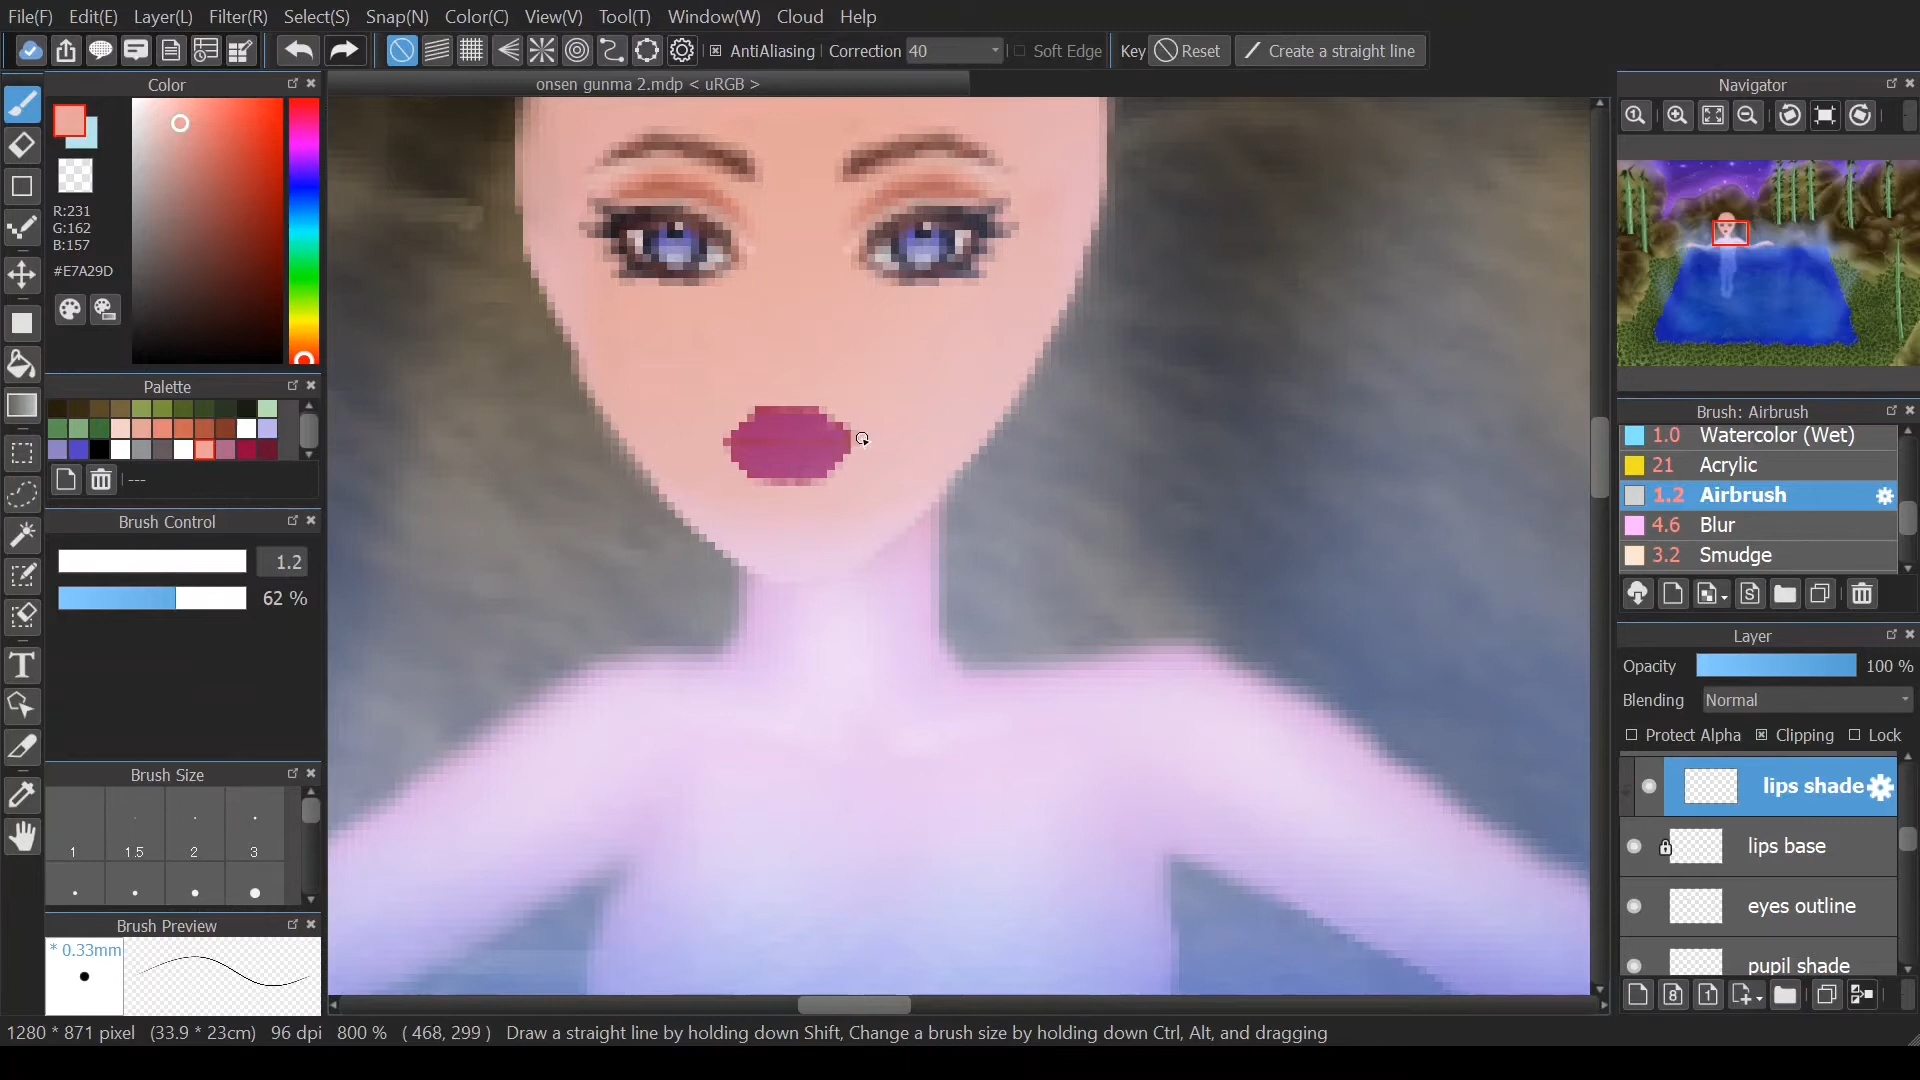 File(F) Edit(E) Layer(L) Filter(R) Select(S) Snap(N) Color(C) View(V) Tool(T) Window(W) Cloud Help
AntiAliasing Correction 40 Soft Edge Key Reset Create a straight line
Color
onsen gunma 2.mdp < uRGB >
Navigator
R:231
G:162
B:157
#E7A29D
Palette
---
Brush Control
1.2
62 %
Brush Size
1 1.5 2 3
Brush Preview
* 0.33mm
Brush: Airbrush
1.0 Watercolor (Wet)
21 Acrylic
1.2 Airbrush
4.6 Blur
3.2 Smudge
Layer
Opacity 100 %
Blending Normal
Protect Alpha Clipping Lock
lips shade
lips base
eyes outline
pupil shade
1280 * 871 pixel (33.9 * 23cm) 96 dpi 800 % ( 468, 299 ) Draw a straight line by holding down Shift, Change a brush size by holding down Ctrl, Alt, and dragging